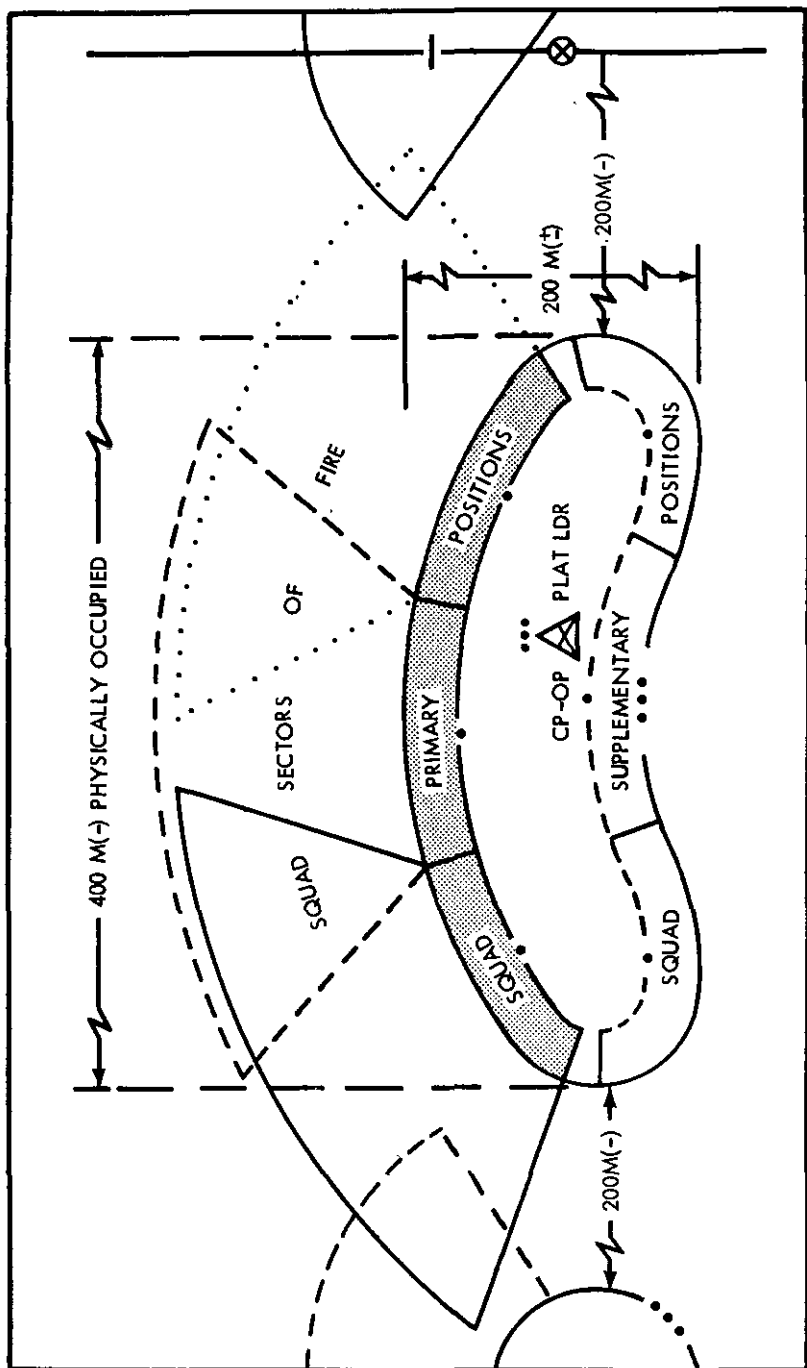 400 M(-) PHYSICALLY OCCUPIED
SQUAD SECTORS OF FIRE
SQUAD PRIMARY POSITIONS
200 M(±)
200M(-)
200M(-)
CP-OP PLAT LDR
SQUAD SUPPLEMENTARY POSITIONS